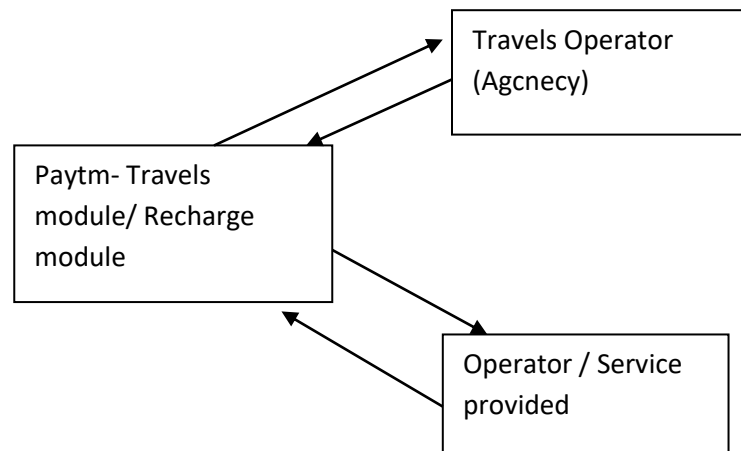 Travels Operator
(Agcnecy)
Paytm- Travels
module/ Recharge
module
Operator / Service
provided